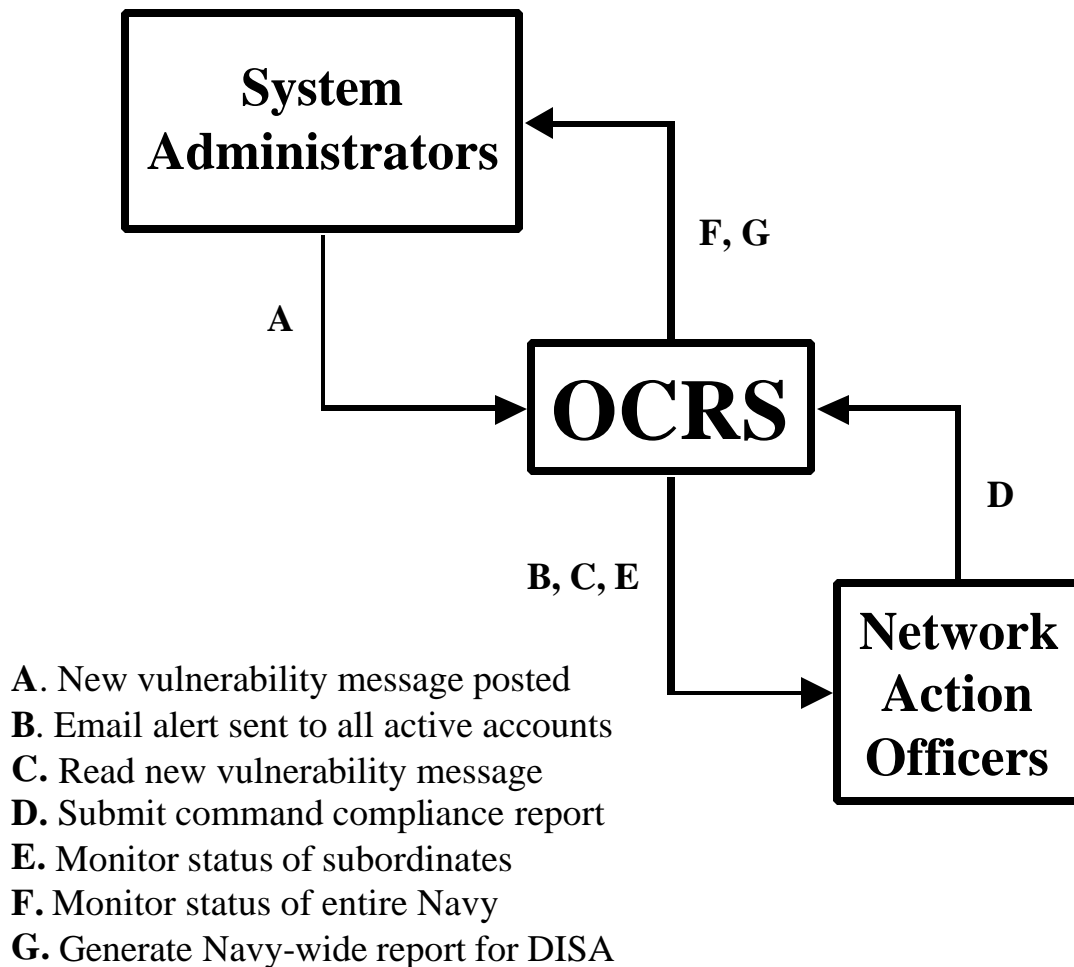 System
Administrators
F, G
A
OCRS
D
B, C, E
Network
Action
Officers
A. New vulnerability message posted
B. Email alert sent to all active accounts
C. Read new vulnerability message
D. Submit command compliance report
E. Monitor status of subordinates
F. Monitor status of entire Navy
G. Generate Navy-wide report for DISA